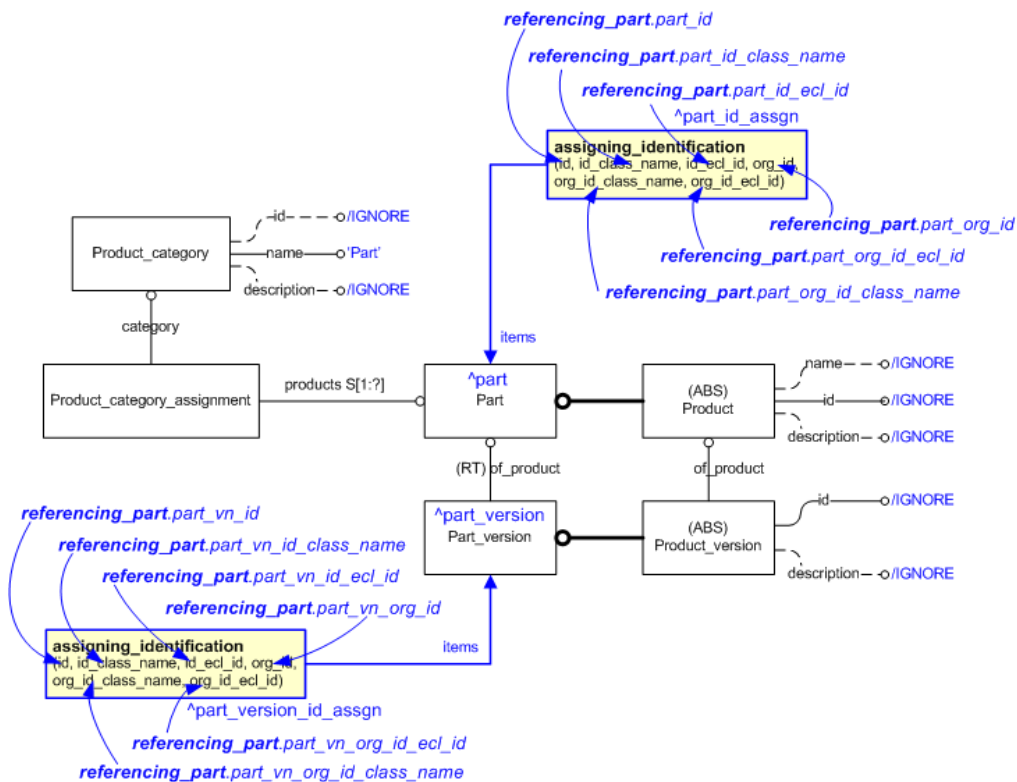 referencing_part.part_id
referencing_part.part_id_class_name
referencing_part.part_id_ecl_id
^part_id_assgn
assigning_identification
(id, id_class_name, id_ecl_id, org_id,
org_id_class_name, org_id_ecl_id)
referencing_part.part_org_id
referencing_part.part_org_id_ecl_id
referencing_part.part_org_id_class_name
Product_category
id
/IGNORE
name
'Part'
description
/IGNORE
category
items
Product_category_assignment
products S[1:?]
^part
Part
(ABS)
Product
name
/IGNORE
id
/IGNORE
description
/IGNORE
(RT) of_product
of_product
^part_version
Part_version
(ABS)
Product_version
id
/IGNORE
description
/IGNORE
referencing_part.part_vn_id
referencing_part.part_vn_id_class_name
referencing_part.part_vn_id_ecl_id
referencing_part.part_vn_org_id
assigning_identification
(id, id_class_name, id_ecl_id, org_id,
org_id_class_name, org_id_ecl_id)
items
^part_version_id_assgn
referencing_part.part_vn_org_id_ecl_id
referencing_part.part_vn_org_id_class_name